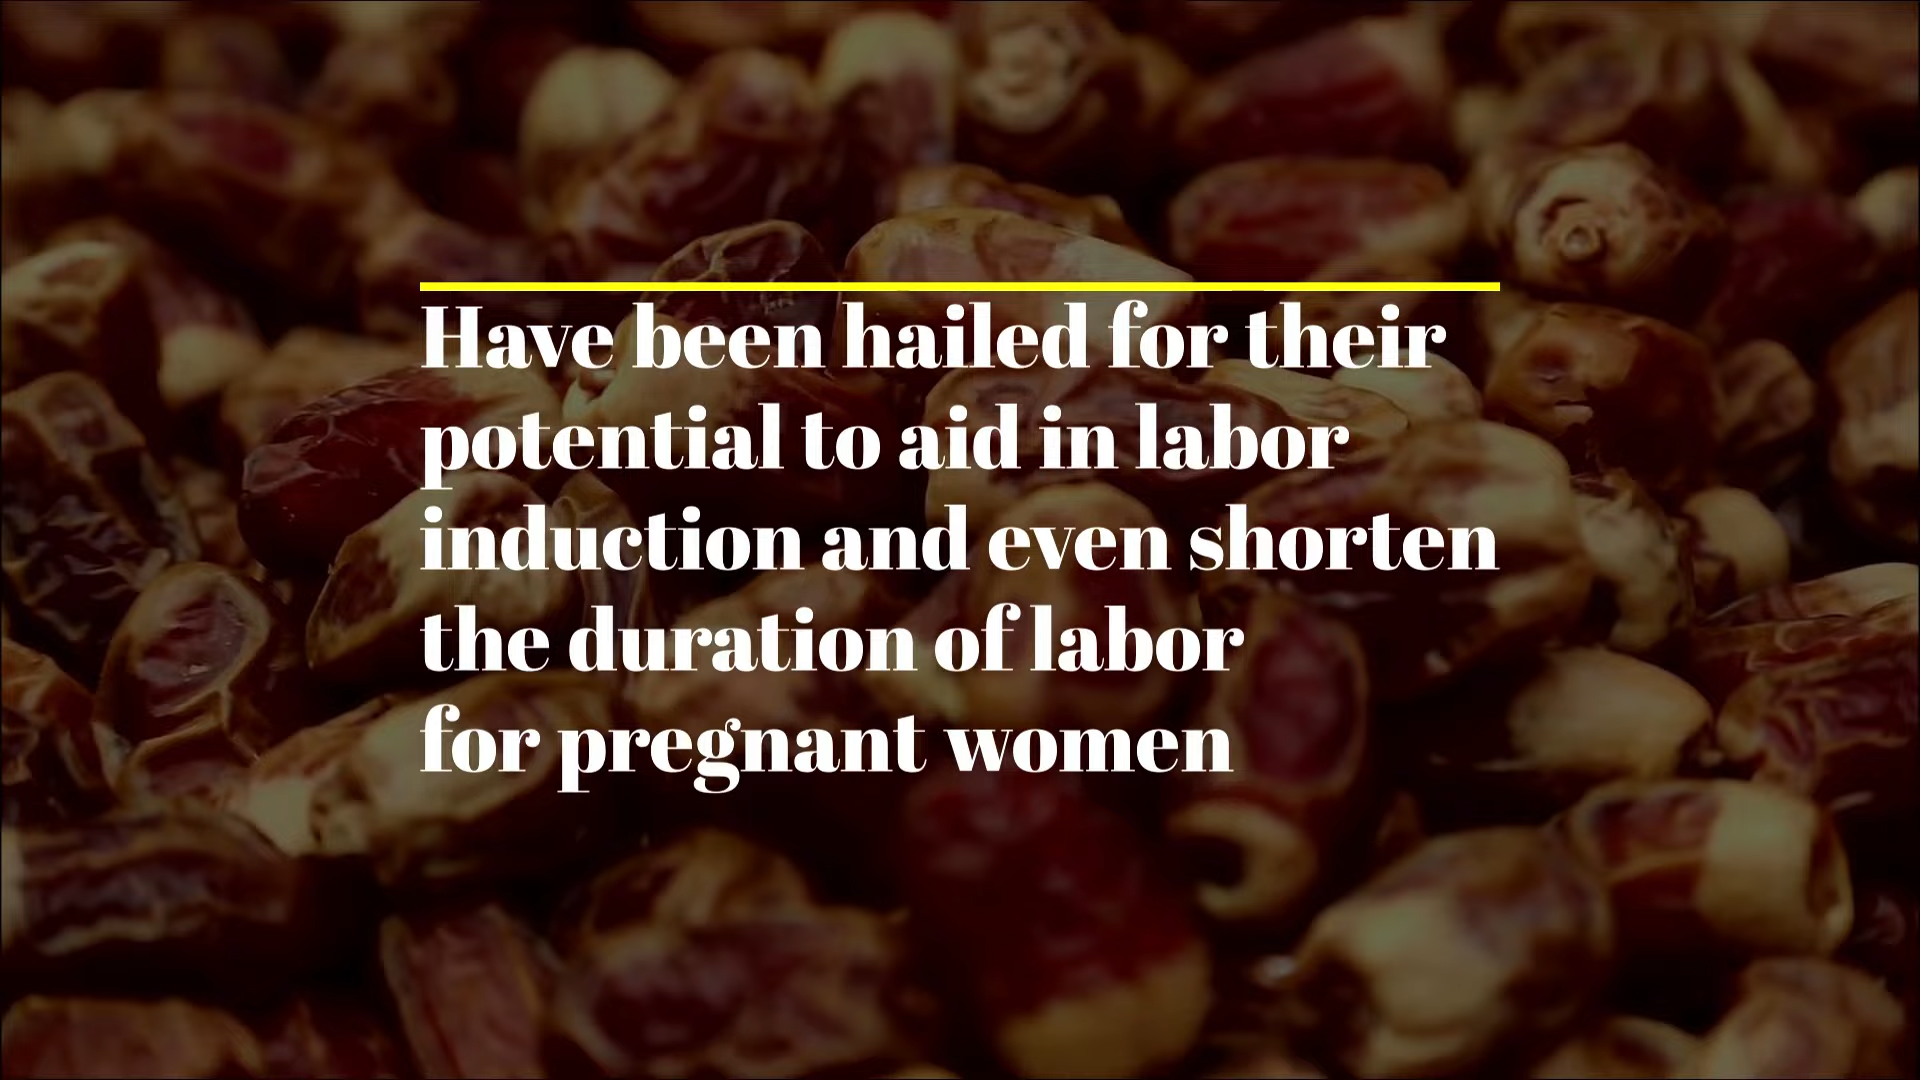 Have been hailed for their
potential to aid in labor
induction and even shorten
the duration of labor
for pregnant women